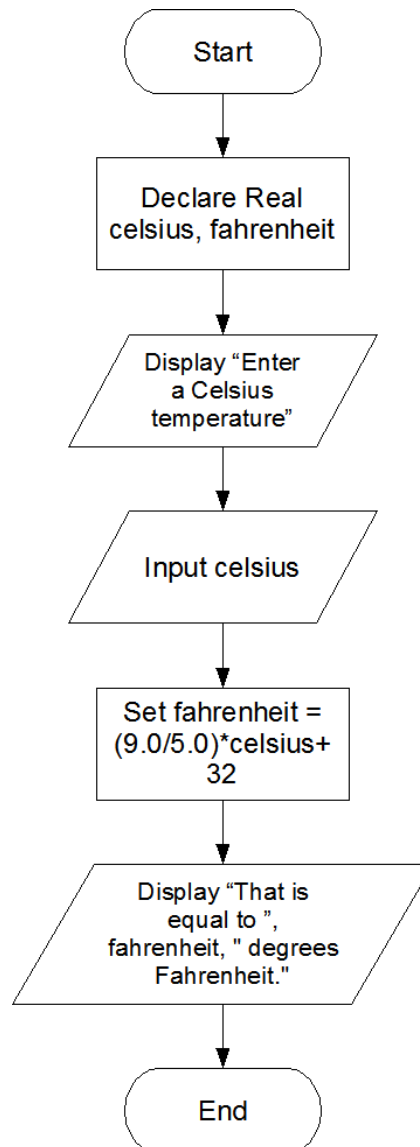 Start
Declare Real
celsius, fahrenheit
Display “Enter
a Celsius
temperature”
Input celsius
Set fahrenheit =
(9.0/5.0)*celsius+
32
Display “That is
equal to ”,
fahrenheit, " degrees
Fahrenheit."
End